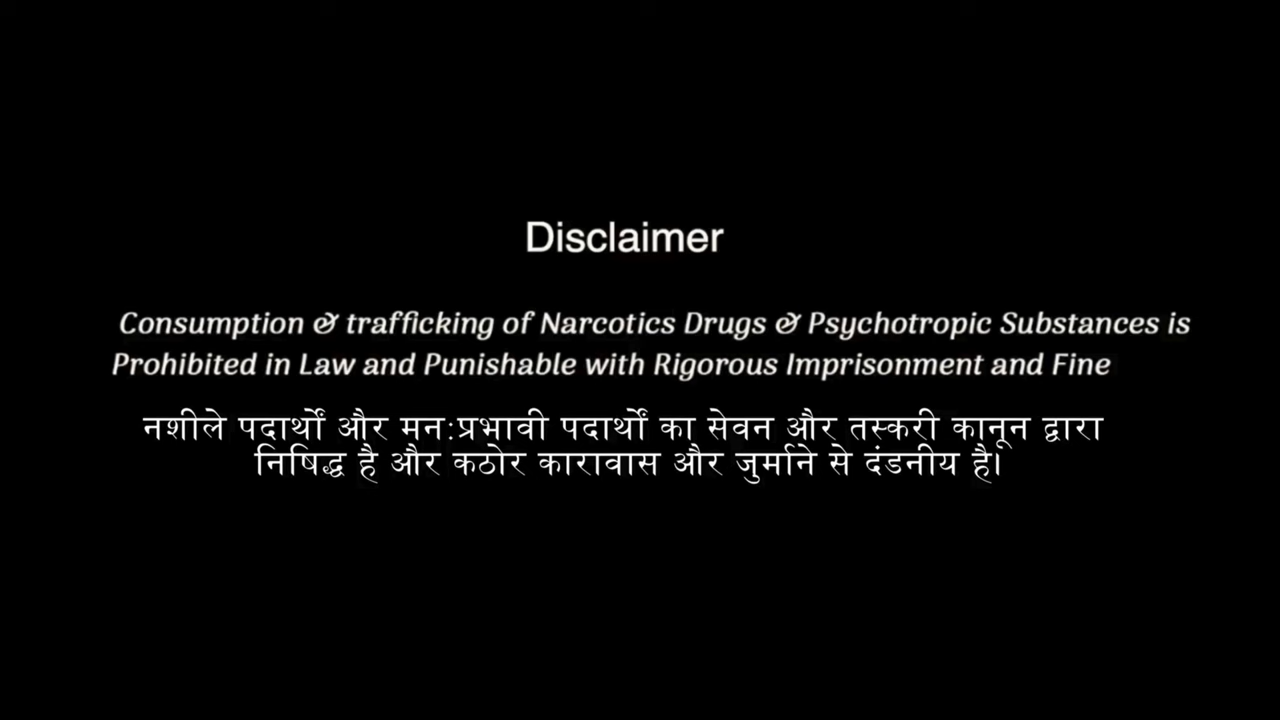 Disclaimer
Consumption & trafficking of Narcotics Drugs & Psychotropic Substances is
Prohibited in Law and Punishable with Rigorous Imprisonment and Fine
नशीले पदार्थों और मनःप्रभावी पदार्थों का सेवन और तस्करी कानून द्वारा
निषिद्ध है और कठोर कारावास और जुर्माने से दंडनीय है।